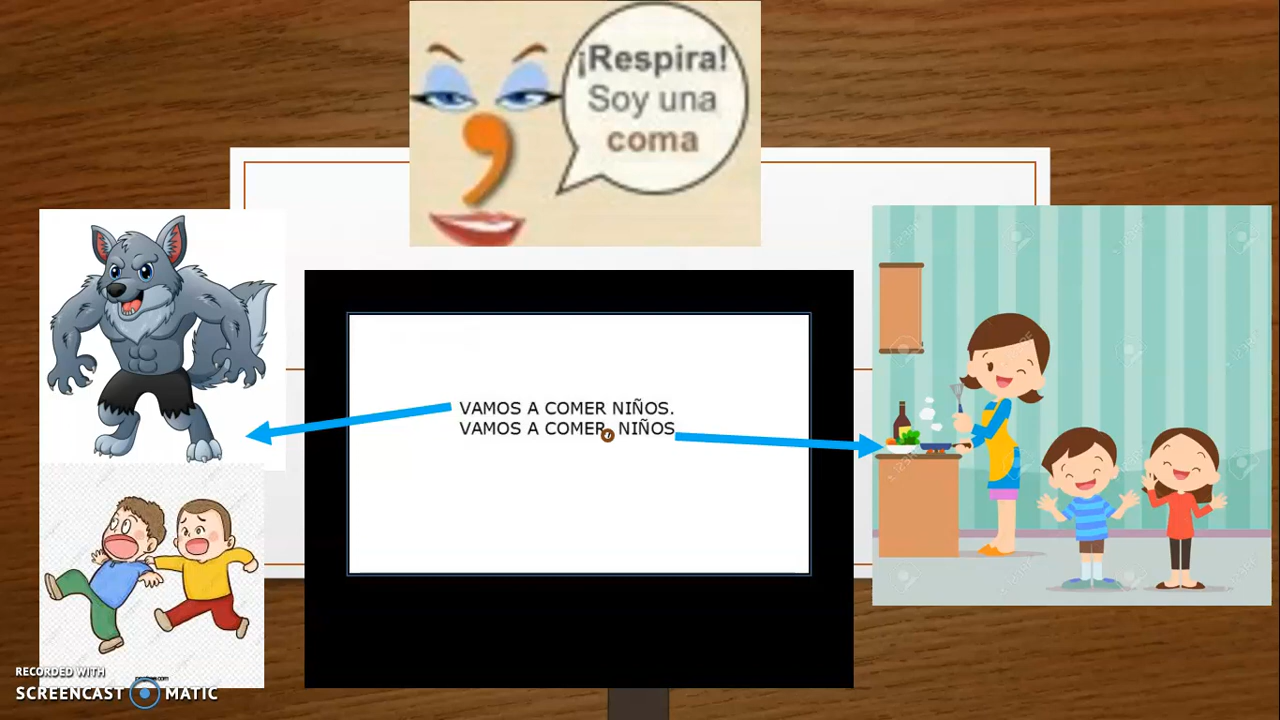 ¡Respira!
Soy una
coma
VAMOS A COMER NIÑOS.
VAMOS A COMER, NIÑOS
RECORDED WITH
SCREENCAST MATIC